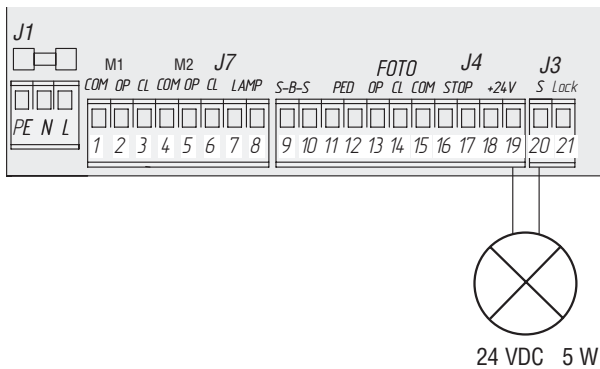 J1
M1 M2 J7 FOTO J4 J3
COM OP CL COM OP CL LAMP S-B-S PED OP CL COM STOP +24V S Lock
PE N L
1 2 3 4 5 6 7 8 9 10 11 12 13 14 15 16 17 18 19 20 21
24 VDC 5 W